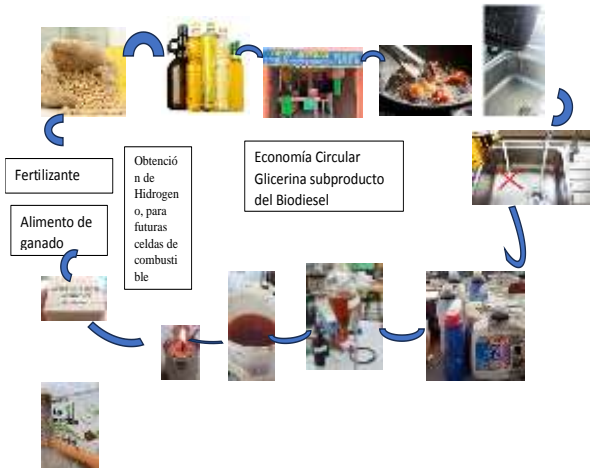 Fertilizante
Alimento de
ganado
Obtenció
n de
Hidrogen
o, para
futuras
celdas de
combusti
ble
Economía Circular
Glicerina subproducto
del Biodiesel